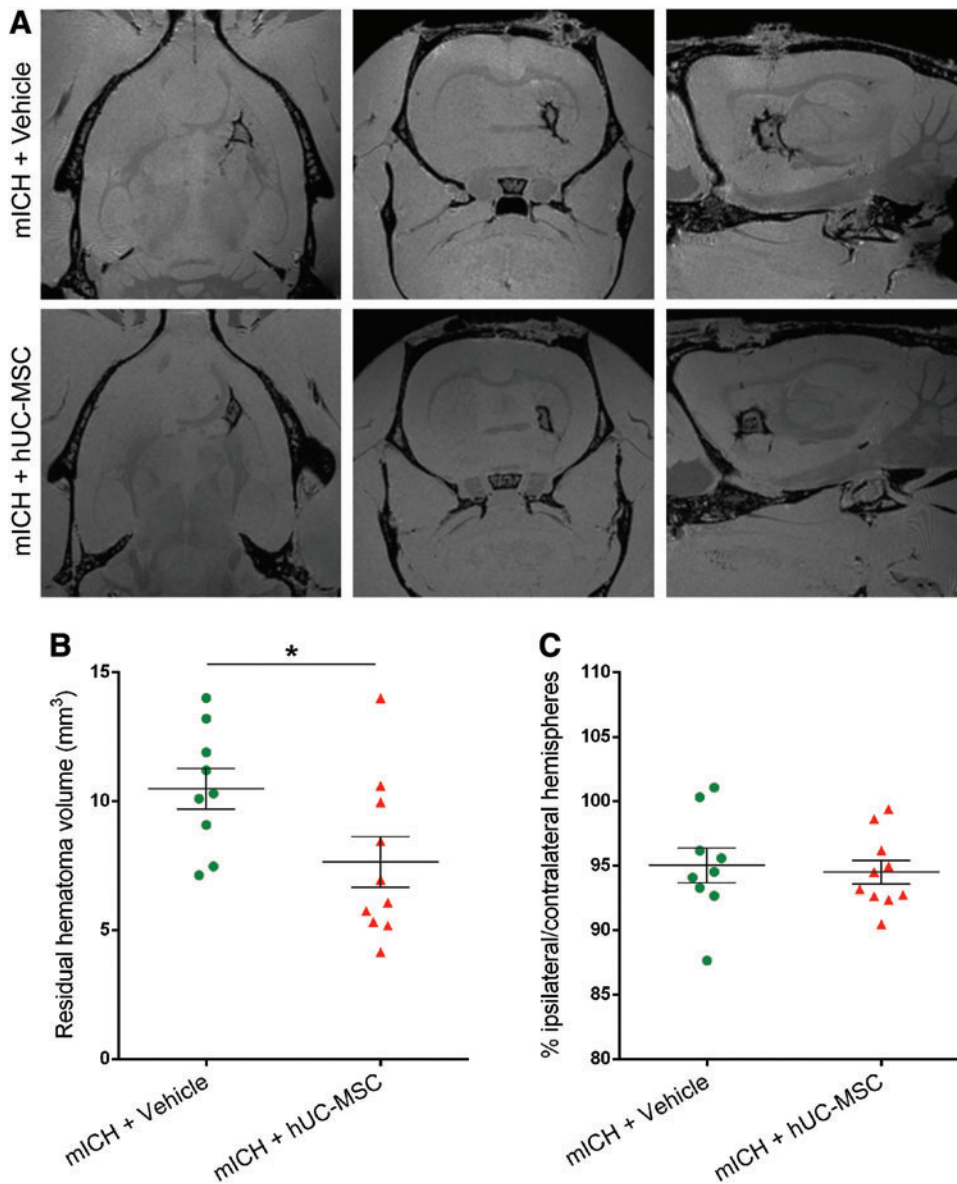 A
mICH + Vehicle
mICH + hUC-MSC
B
*
Residual hematoma volume (mm³)
15
10
5
0
mICH + Vehicle
mICH + hUC-MSC
C
% ipsilateral/contralateral hemispheres
110
105
100
95
90
85
80
mICH + Vehicle
mICH + hUC-MSC